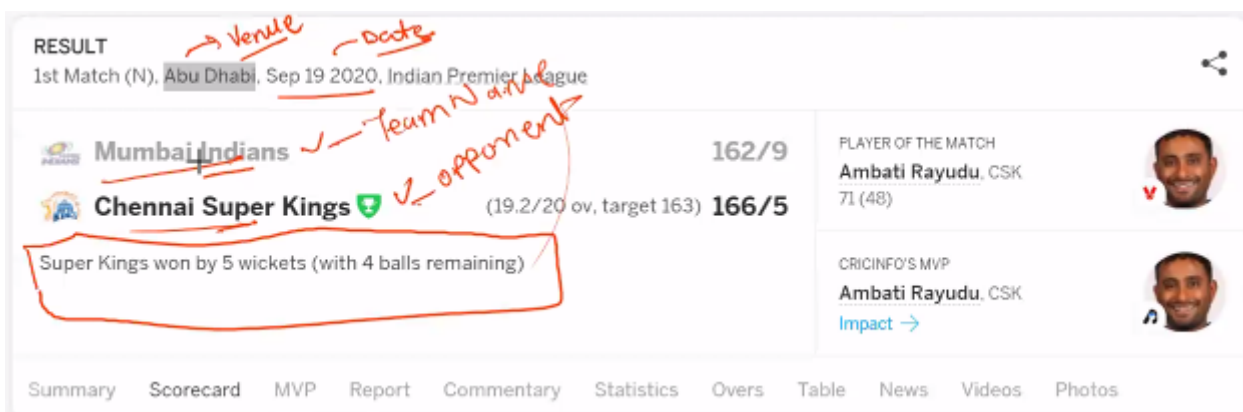 Venue
Date
RESULT
1st Match (N), Abu Dhabi, Sep 19 2020, Indian Premier League
Team Name
Mumbai Indians 162/9
opponent
Chennai Super Kings (19.2/20 ov, target 163) 166/5
Super Kings won by 5 wickets (with 4 balls remaining)
PLAYER OF THE MATCH
Ambati Rayudu, CSK
71 (48)
CRICINFO'S MVP
Ambati Rayudu, CSK
Impact →
Summary Scorecard MVP Report Commentary Statistics Overs Table News Videos Photos